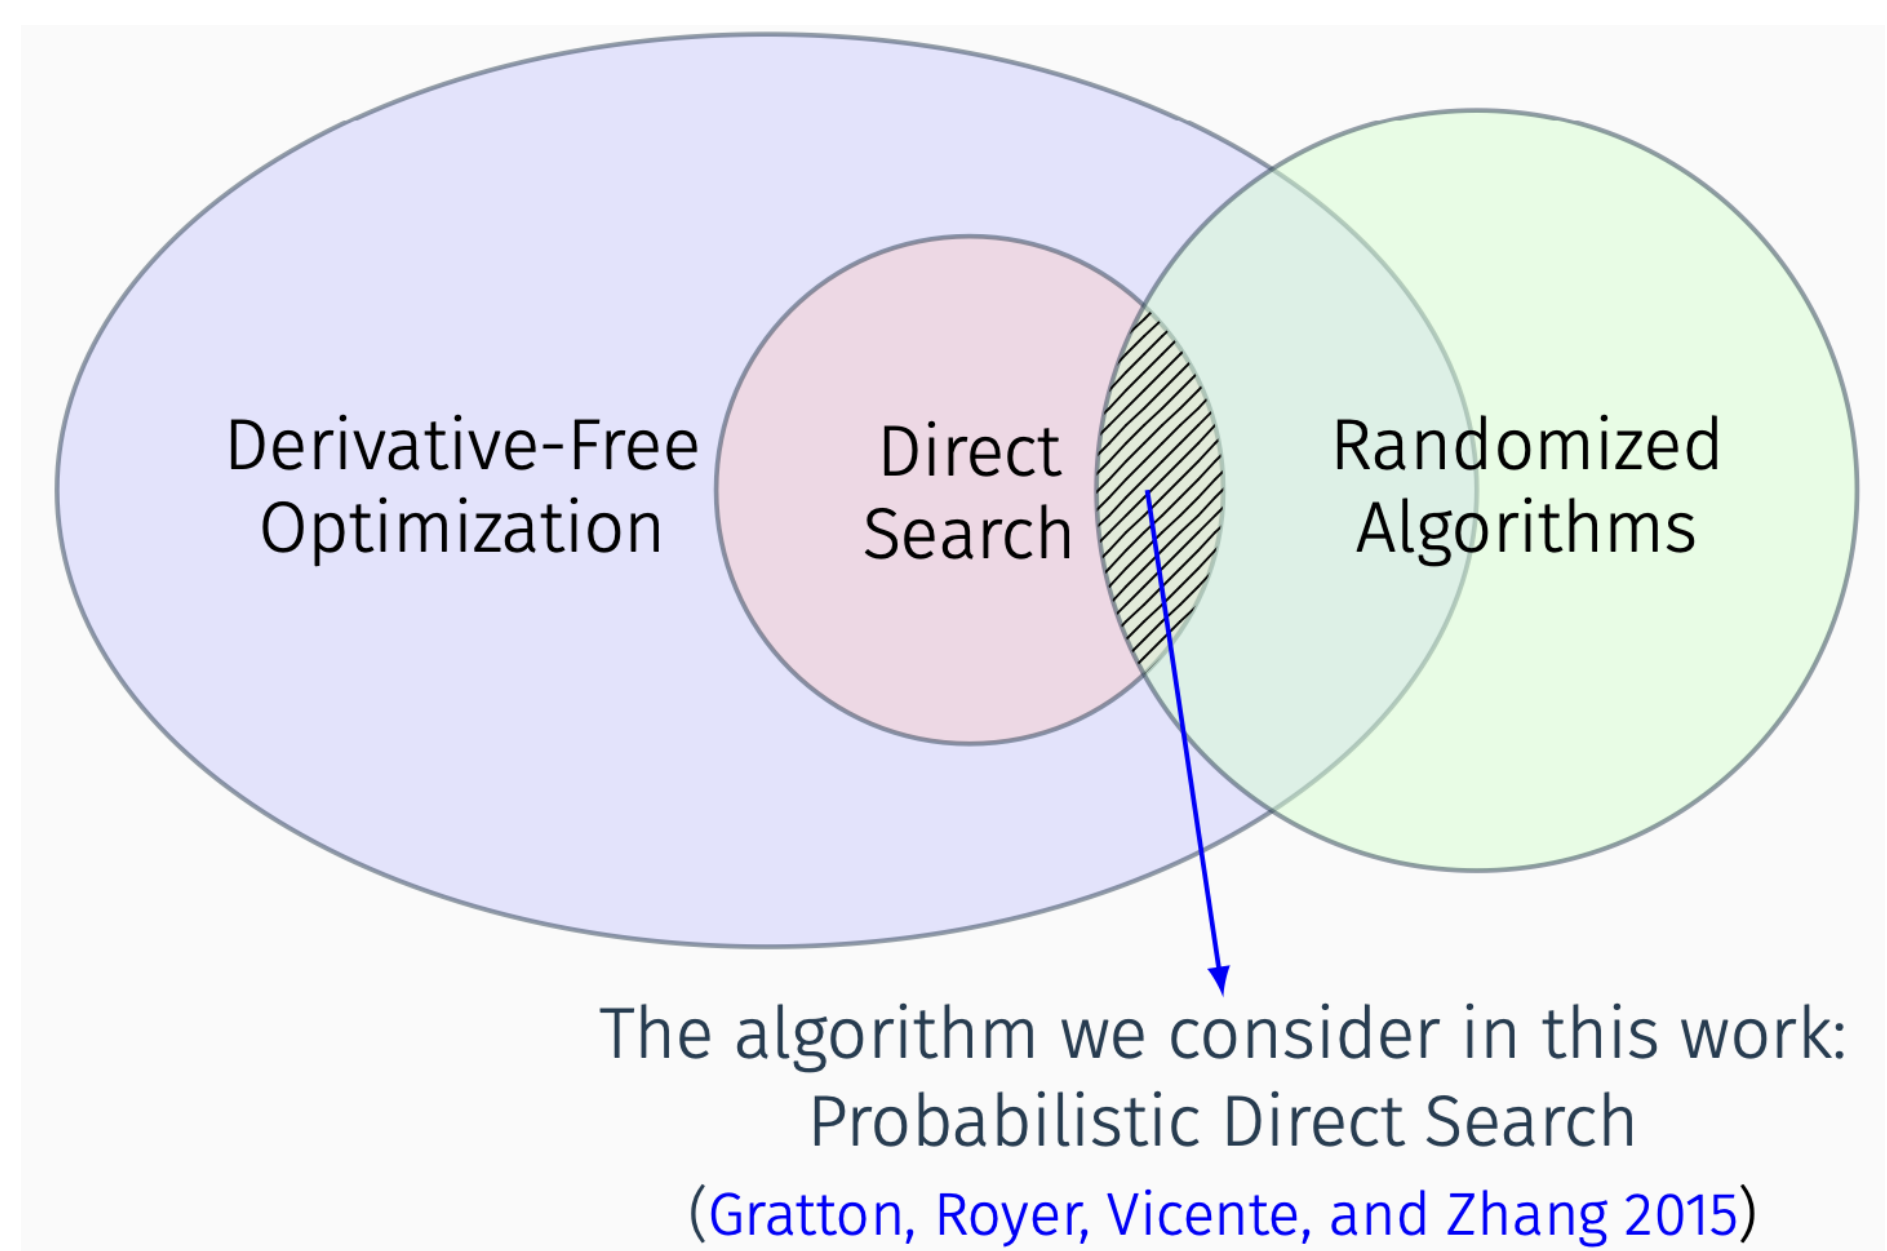 Derivative-Free
Optimization
Direct
Search
Randomized
Algorithms
The algorithm we consider in this work:
Probabilistic Direct Search
(Gratton, Royer, Vicente, and Zhang 2015)